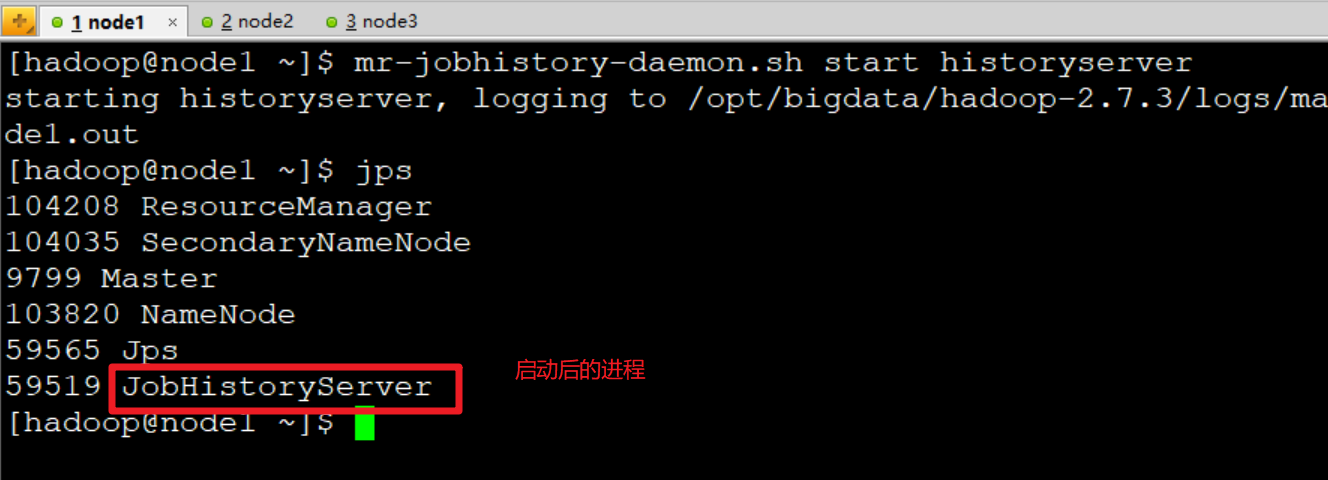 1 node1 × 2 node2 3 node3
[hadoop@node1 ~]$ mr-jobhistory-daemon.sh start historyserver
starting historyserver, logging to /opt/bigdata/hadoop-2.7.3/logs/ma
de1.out
[hadoop@node1 ~]$ jps
104208 ResourceManager
104035 SecondaryNameNode
9799 Master
103820 NameNode
59565 Jps
启动后的进程
59519 JobHistoryServer
[hadoop@node1 ~]$